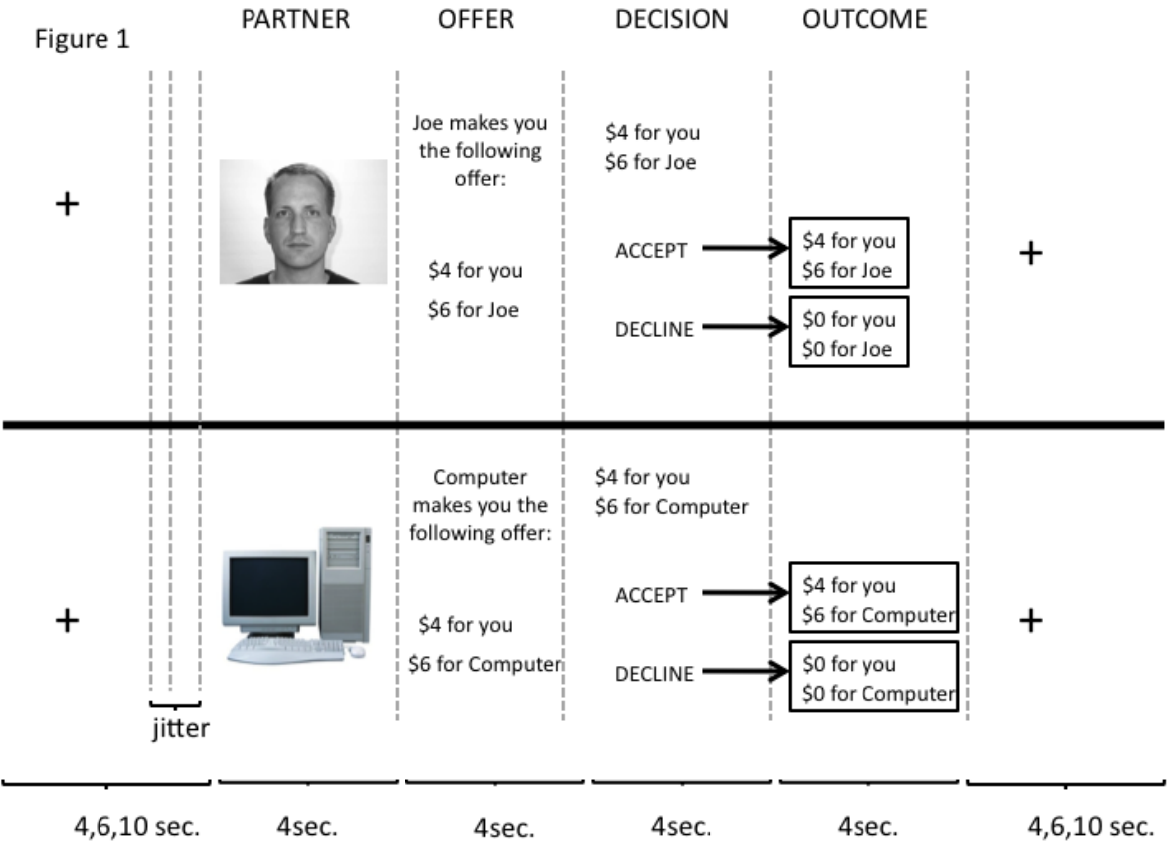 Figure 1
PARTNER
OFFER
DECISION
OUTCOME
+
Joe makes you
the following
offer:
$4 for you
$6 for Joe
$4 for you
$6 for Joe
ACCEPT
$4 for you
$6 for Joe
DECLINE
$0 for you
$0 for Joe
+
+
Computer
makes you the
following offer:
$4 for you
$6 for Computer
$4 for you
$6 for Computer
ACCEPT
$4 for you
$6 for Computer
DECLINE
$0 for you
$0 for Computer
+
jitter
4,6,10 sec.
4sec.
4sec.
4sec.
4sec.
4,6,10 sec.